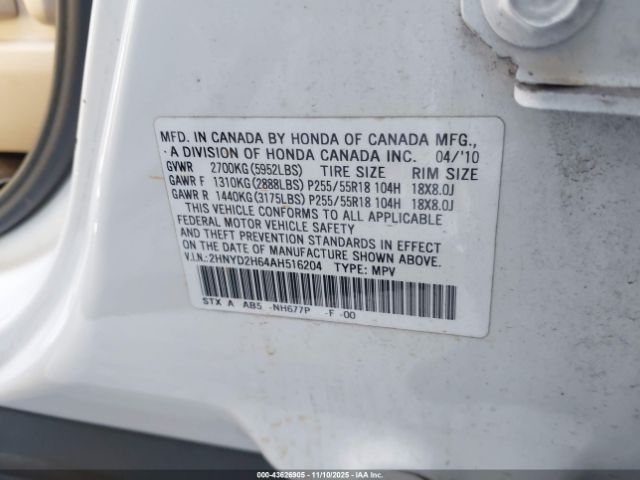 MFD. IN CANADA BY HONDA OF CANADA MFG.,
A DIVISION OF HONDA CANADA INC. 04/'10
GVWR 2700KG(5952LBS) TIRE SIZE RIM SIZE
GAWR F 1310KG(2888LBS) P255/55R18 104H 18X8.0J
GAWR R 1440KG(3175LBS) P255/55R18 104H 18X8.0J
THIS VEHICLE CONFORMS TO ALL APPLICABLE
FEDERAL MOTOR VEHICLE SAFETY
AND THEFT PREVENTION STANDARDS IN EFFECT
ON THE DATE OF MANUFACTURE SHOWN ABOVE.
V.I.N.:2HNYD2H64AH516204 TYPE: MPV
STX A AB5 -NH677P -F -00
© - 43626905 - 11/10/2025 - IAAI.COM